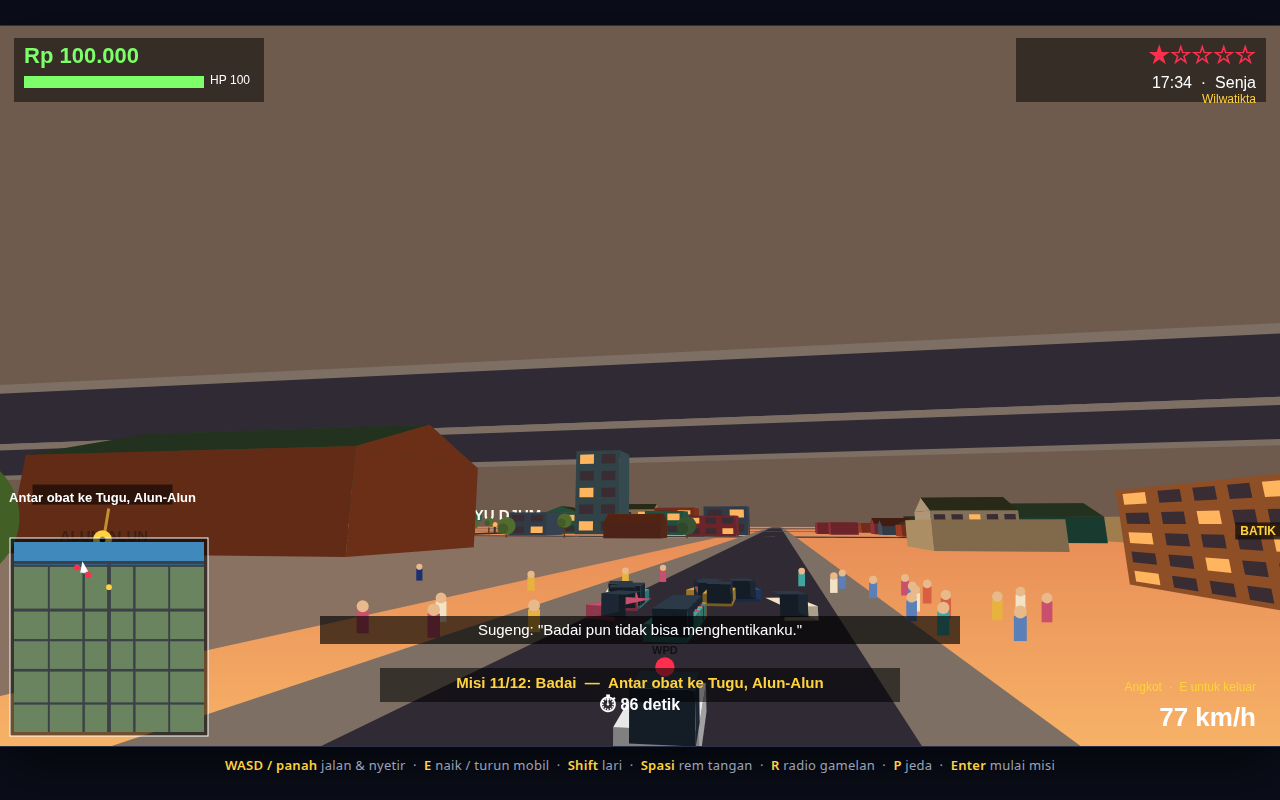 Rp 100.000
HP 100
★☆☆☆☆
17:34 · Senja
Wilwatikta
Antar obat ke Tugu, Alun-Alun
BATIK
Sugeng: "Badai pun tidak bisa menghentikanku."
WPD
Misi 11/12: Badai — Antar obat ke Tugu, Alun-Alun
86 detik
Angkot · E untuk keluar
77 km/h
WASD / panah jalan & nyetir · E naik / turun mobil · Shift lari · Spasi rem tangan · R radio gamelan · P jeda · Enter mulai misi